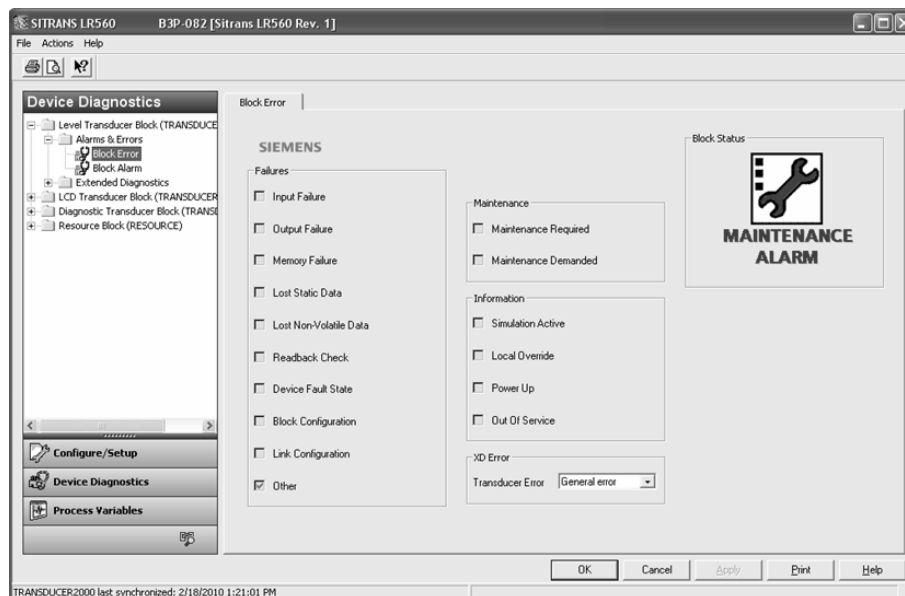 SITRANS LR560 B3P-082 [Sitrans LR560 Rev. 1]
File Actions Help
Device Diagnostics
Level Transducer Block (TRANSDUCE
Alarms & Errors
Block Error
Block Alarm
Extended Diagnostics
LCD Transducer Block (TRANSDUCER
Diagnostic Transducer Block (TRANSD
Resource Block (RESOURCE)
Configure/Setup
Device Diagnostics
Process Variables
Block Error
SIEMENS
Failures
Input Failure
Output Failure
Memory Failure
Lost Static Data
Lost Non-Volatile Data
Readback Check
Device Fault State
Block Configuration
Link Configuration
Other
Maintenance
Maintenance Required
Maintenance Demanded
Information
Simulation Active
Local Override
Power Up
Out Of Service
XD Error
Transducer Error General error
Block Status
MAINTENANCE
ALARM
OK Cancel Apply Print Help
TRANSDUCER2000 last synchronized: 2/18/2010 1:21:01 PM